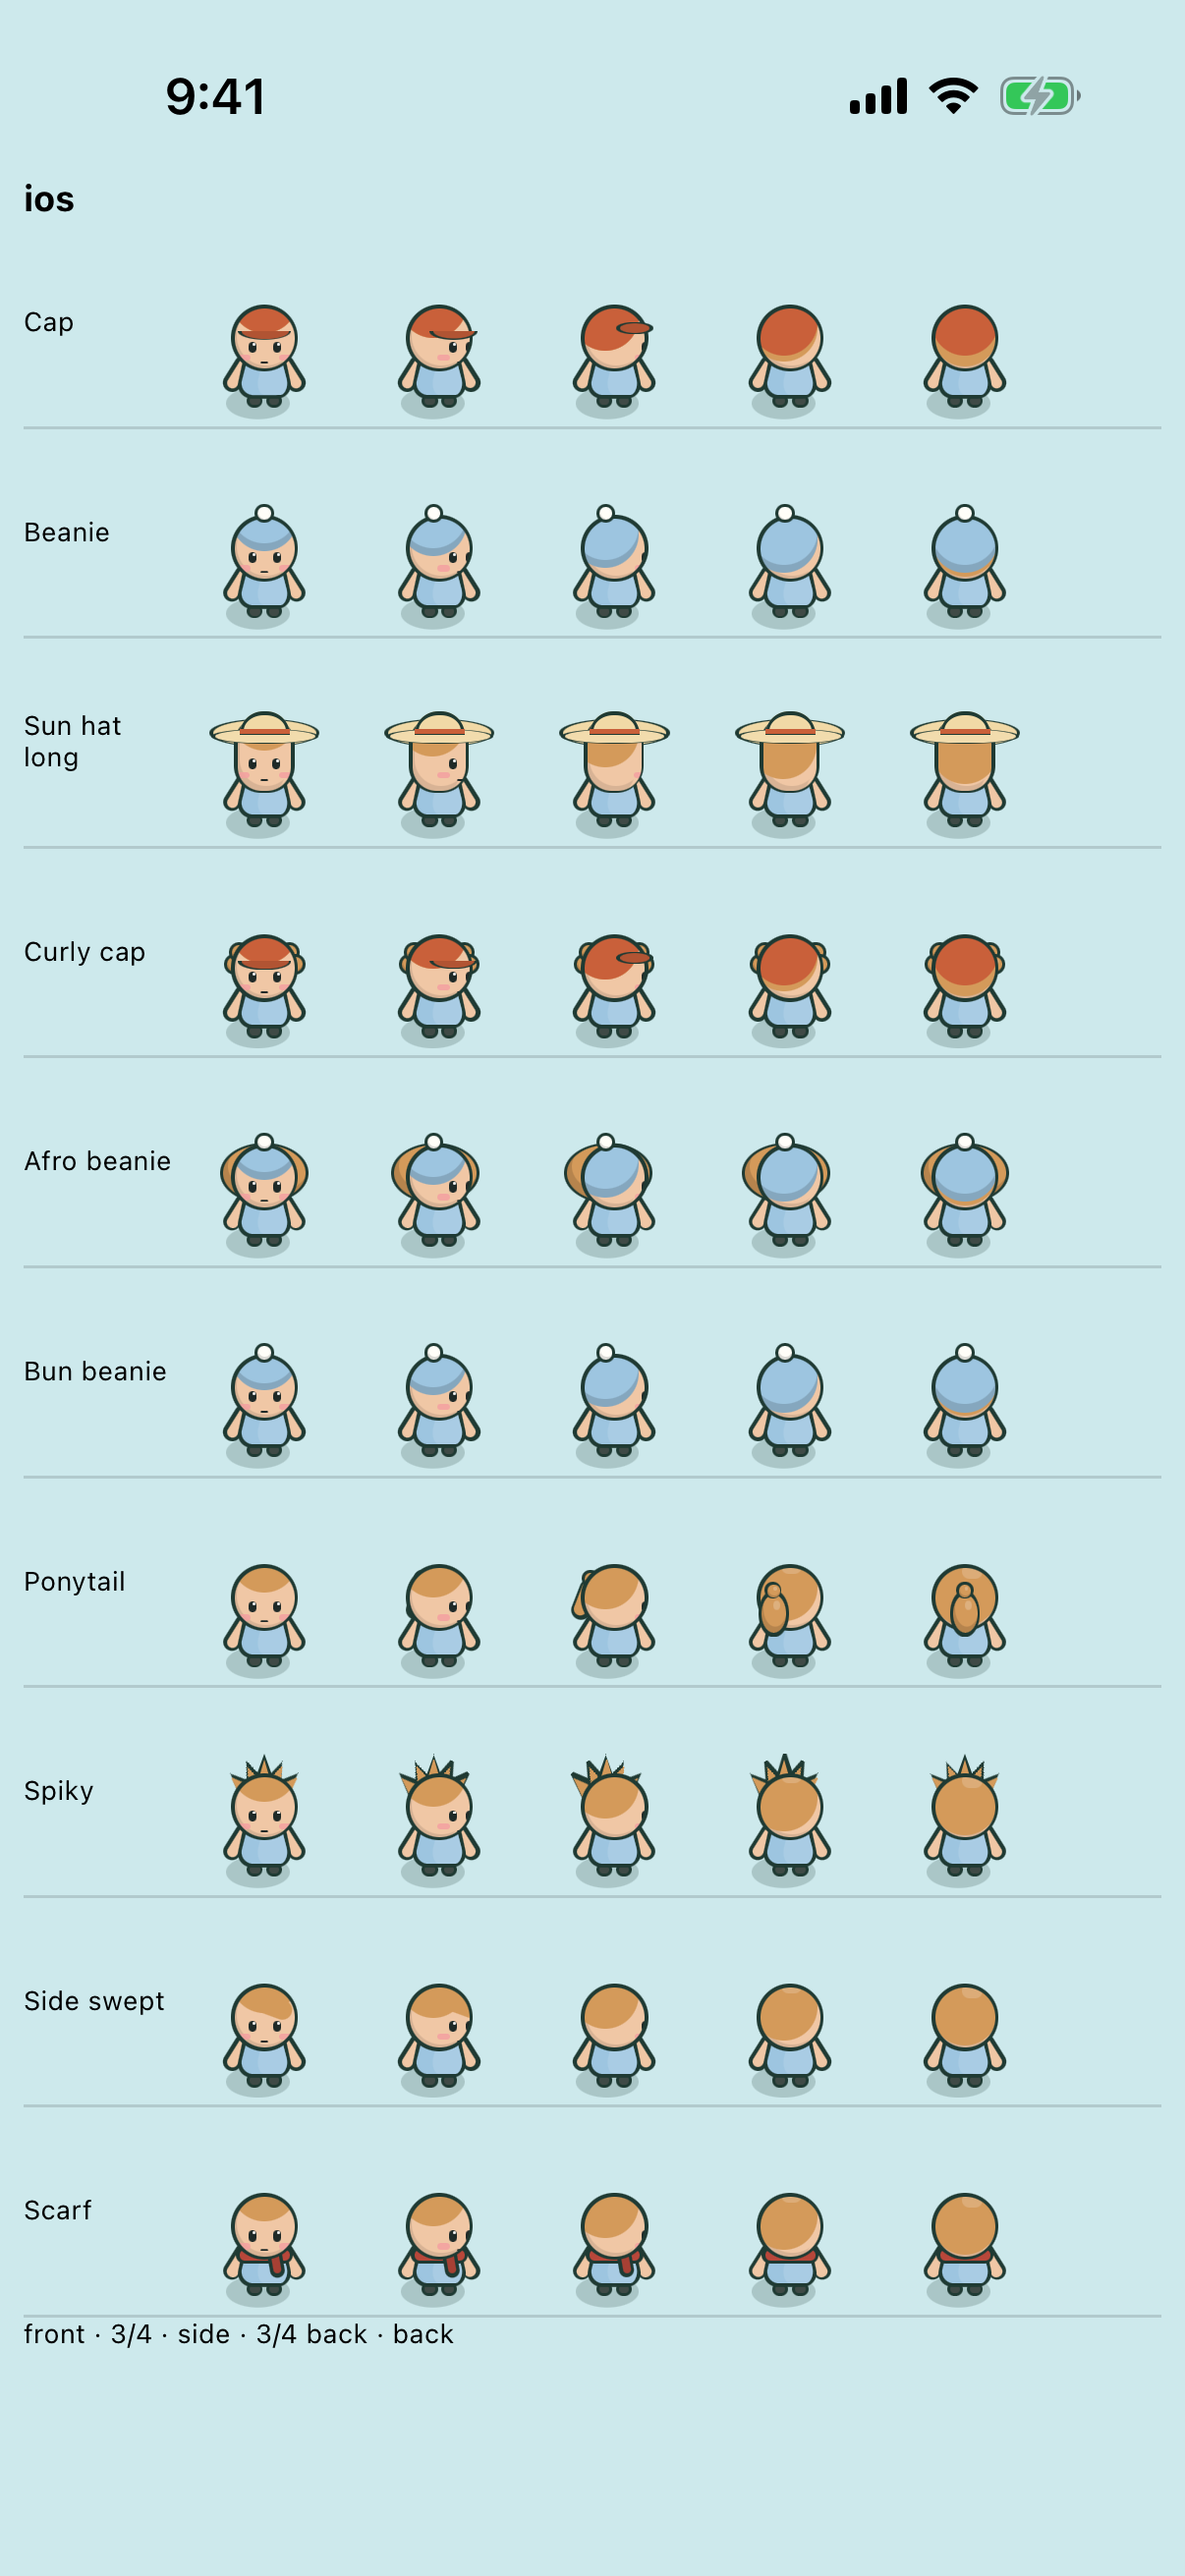 9:41
ios
Cap
Beanie
Sun hat
long
Curly cap
Afro beanie
Bun beanie
Ponytail
Spiky
Side swept
Scarf
front · 3/4 · side · 3/4 back · back